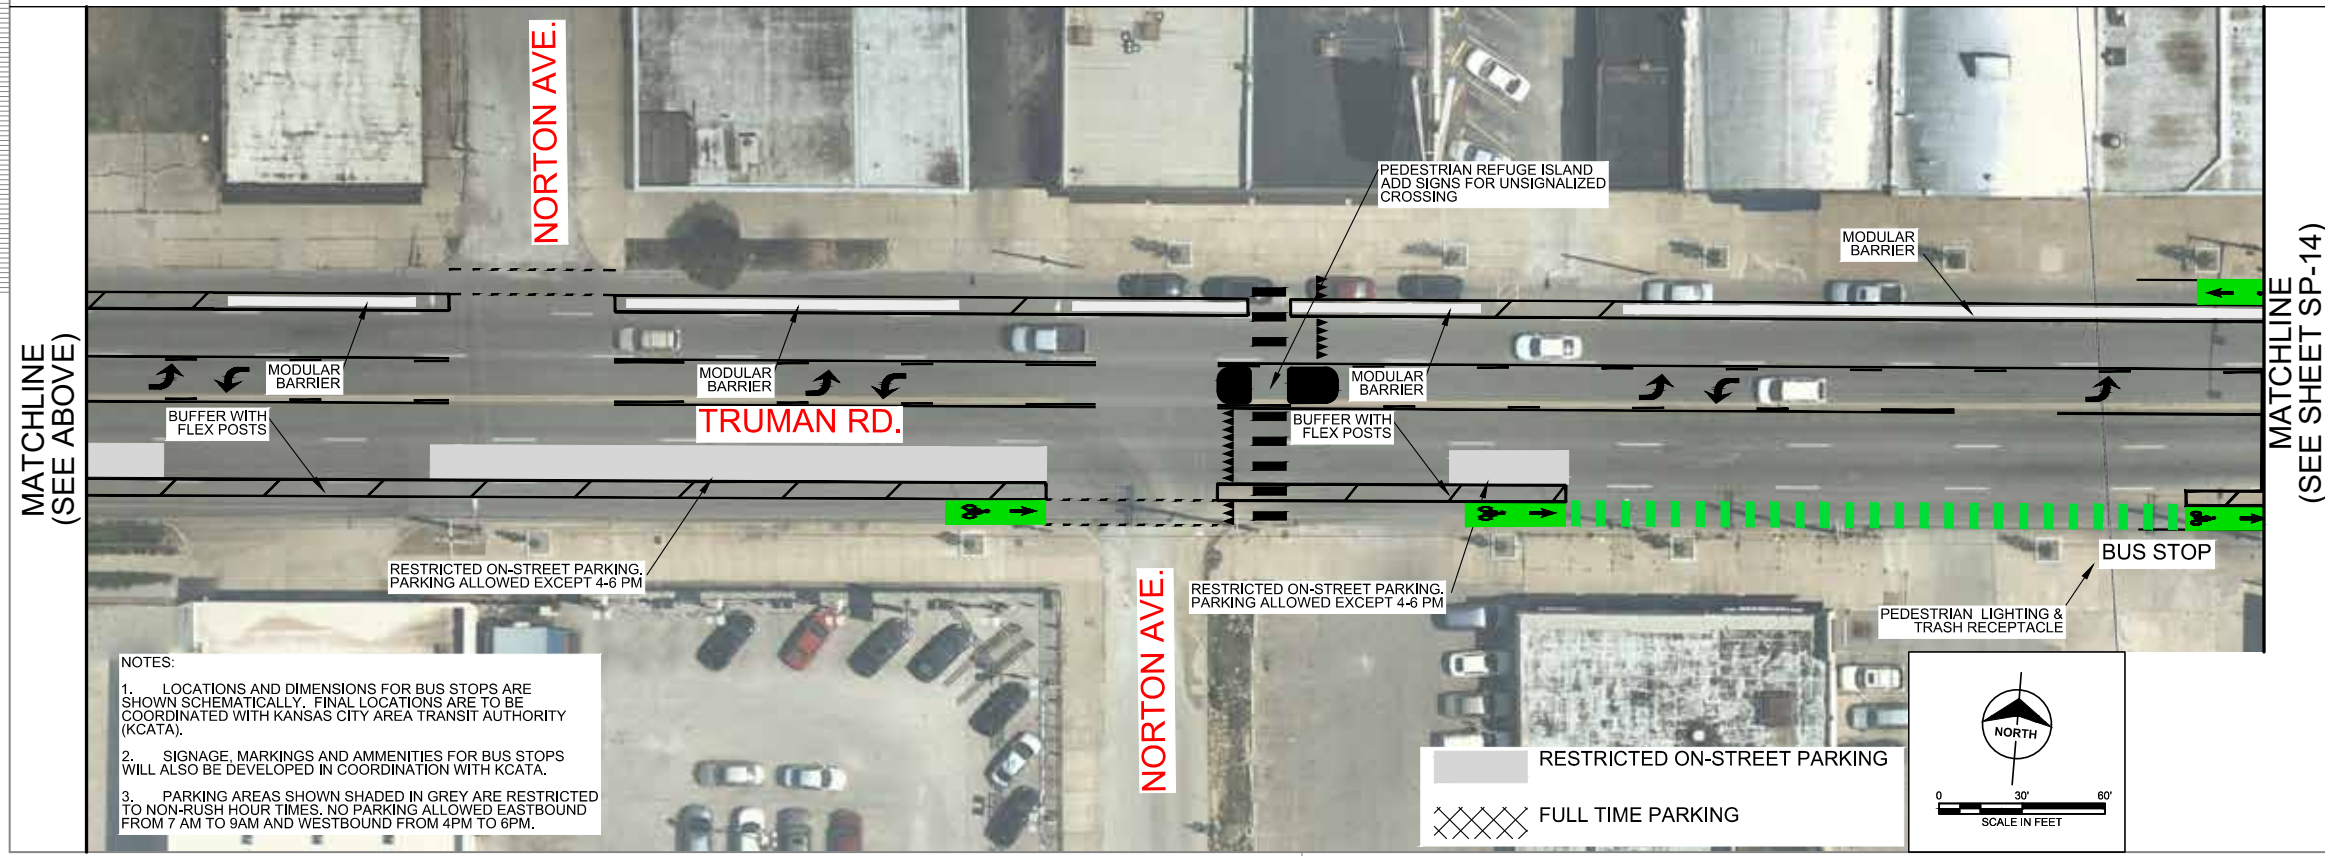 NORTON AVE.
PEDESTRIAN REFUGE ISLAND
ADD SIGNS FOR UNSIGNALIZED
CROSSING
MODULAR
BARRIER
MATCHLINE
(SEE ABOVE)
MATCHLINE
(SEE SHEET SP-14)
MODULAR
BARRIER
MODULAR
BARRIER
MODULAR
BARRIER
BUFFER WITH
FLEX POSTS
TRUMAN RD.
BUFFER WITH
FLEX POSTS
RESTRICTED ON-STREET PARKING.
PARKING ALLOWED EXCEPT 4-6 PM
RESTRICTED ON-STREET PARKING.
PARKING ALLOWED EXCEPT 4-6 PM
BUS STOP
PEDESTRIAN LIGHTING &
TRASH RECEPTACLE
NORTON AVE.
NOTES:
1. LOCATIONS AND DIMENSIONS FOR BUS STOPS ARE
SHOWN SCHEMATICALLY. FINAL LOCATIONS ARE TO BE
COORDINATED WITH KANSAS CITY AREA TRANSIT AUTHORITY
(KCATA).
2. SIGNAGE, MARKINGS AND AMMENITIES FOR BUS STOPS
WILL ALSO BE DEVELOPED IN COORDINATION WITH KCATA.
3. PARKING AREAS SHOWN SHADED IN GREY ARE RESTRICTED
TO NON-RUSH HOUR TIMES. NO PARKING ALLOWED EASTBOUND
FROM 7 AM TO 9AM AND WESTBOUND FROM 4PM TO 6PM.
RESTRICTED ON-STREET PARKING
FULL TIME PARKING
NORTH
0 30' 60'
SCALE IN FEET